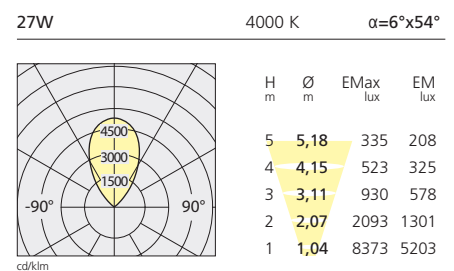 27W 4000 K α=6°x54°
4500
3000
1500
-90° 90°
cd/klm
H Ø EMax EM
m m lux lux
5 5,18 335 208
4 4,15 523 325
3 3,11 930 578
2 2,07 2093 1301
1 1,04 8373 5203